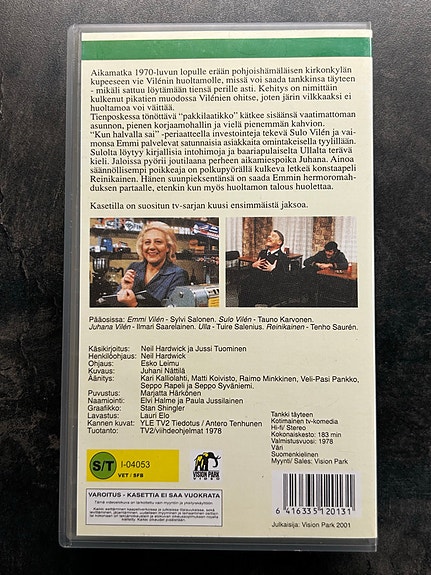 Aikamatka 1970-luvun lopulle erään pohjoishämäläisen kirkonkylän
kupeeseen vie Vilénin huoltamolle, missä voi saada tankkinsa täyteen
- mikäli sattuu löytämään tiensä perille asti. Kehitys on nimittäin
kulkenut pikatien muodossa Vilénien ohitse, joten järin vilkkaaksi ei
huoltamoa voi väittää.
Tienposkessa tönöttävä "pakkilaatikko" kätkee sisäänsä vaatimattoman
asunnon, pienen korjaamohallin ja vielä pienemmän kahvion.
"Kun halvalla sai" -periaatteella investointeja tekevä Sulo Vilén ja vai-
monsa Emmi palvelevat satunnaisia asiakkaita omintakeisella tyylillään.
Sulolta löytyy kirjallisia intohimoja ja baariapulaiselta Ullalta terävä
kieli. Jaloissa pyörii joutilaana perheen aikamiespoika Juhana. Ainoa
säännöllisempi poikkeaja on polkupyörällä kulkeva letkeä konstaapeli
Reinikainen. Hänen suunpieksentänsä on saada Emmin hermoromah-
duksen partaalle, etenkin kun myös huoltamon talous huolettaa.
Kasetilla on suositun tv-sarjan kuusi ensimmäistä jaksoa.
Pääosissa: Emmi Vilén - Sylvi Salonen. Sulo Vilén - Tauno Karvonen.
Juhana Vilén - Ilmari Saarelainen. Ulla - Tuire Salenius. Reinikainen - Tenho Saurén.
Käsikirjoitus: Neil Hardwick ja Jussi Tuominen
Henkilöohjaus: Neil Hardwick
Ohjaus: Esko Leimu
Kuvaus: Juhani Nättilä
Äänitys: Kari Kalliolahti, Matti Koivisto, Raimo Minkkinen, Veli-Pasi Pankko,
Seppo Rapeli ja Seppo Syväniemi.
Puvustus: Marjatta Härkönen
Naamiointi: Elvi Halme ja Paula Jussilainen
Graafikko: Stan Shingler
Lavastus: Lauri Elo
Kannen kuvat: YLE TV2 Tiedotus / Antero Tenhunen
Tuotanto: TV2/viihdeohjelmat 1978
Tankki täyteen
Kotimainen tv-komedia
Hi-fi/ Stereo
Kokonaiskesto: 183 min
Valmistusvuosi: 1978
Väri
Suomenkielinen
Myynti/ Sales: Vision Park
S/T
I-04053
VET / SFB
VISION PARK
VAROITUS - KASETTIA EI SAA VUOKRATA
6 416335 120131
Julkaisija: Vision Park 2001